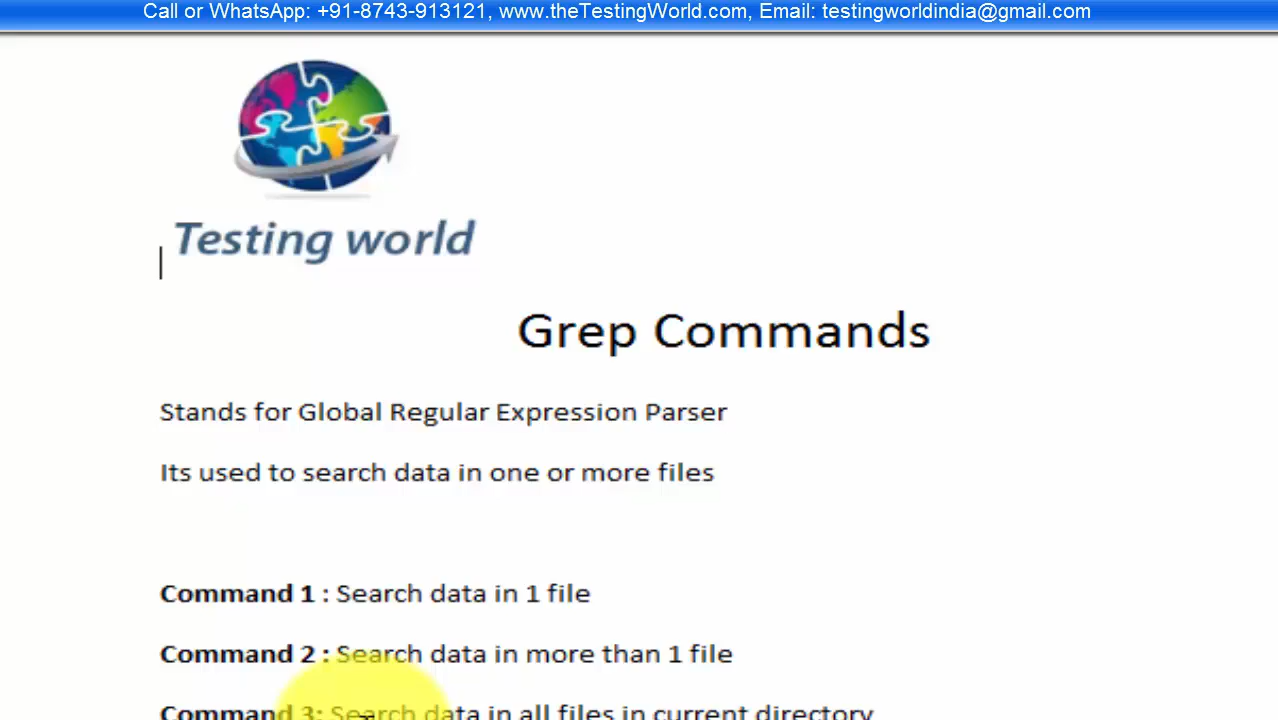 Call or WhatsApp: +91-8743-913121, www.theTestingWorld.com, Email: testingworldindia@gmail.com
Testing world
Grep Commands
Stands for Global Regular Expression Parser
Its used to search data in one or more files
Command 1 : Search data in 1 file
Command 2 : Search data in more than 1 file
Command 3: Search data in all files in current directory